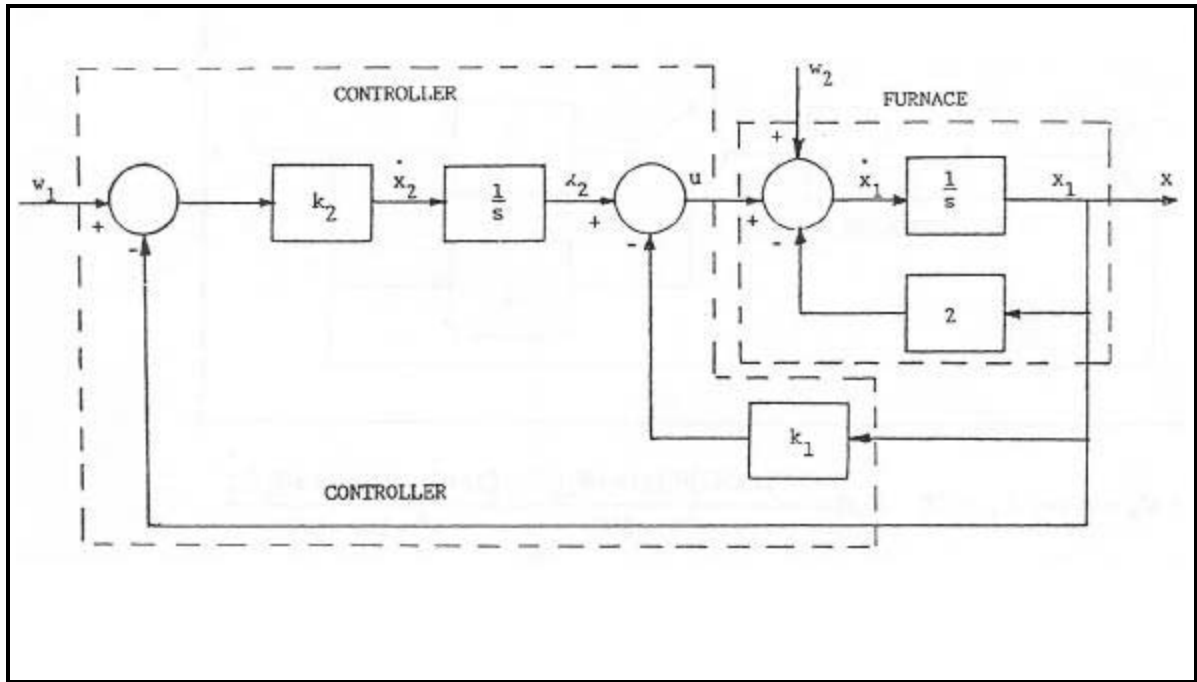 CONTROLLER
w2
FURNACE
+
w1
+
-
k2
ẋ2
1
s
x2
+
-
u
+
-
ẋ1
1
s
x1
x
2
k1
CONTROLLER